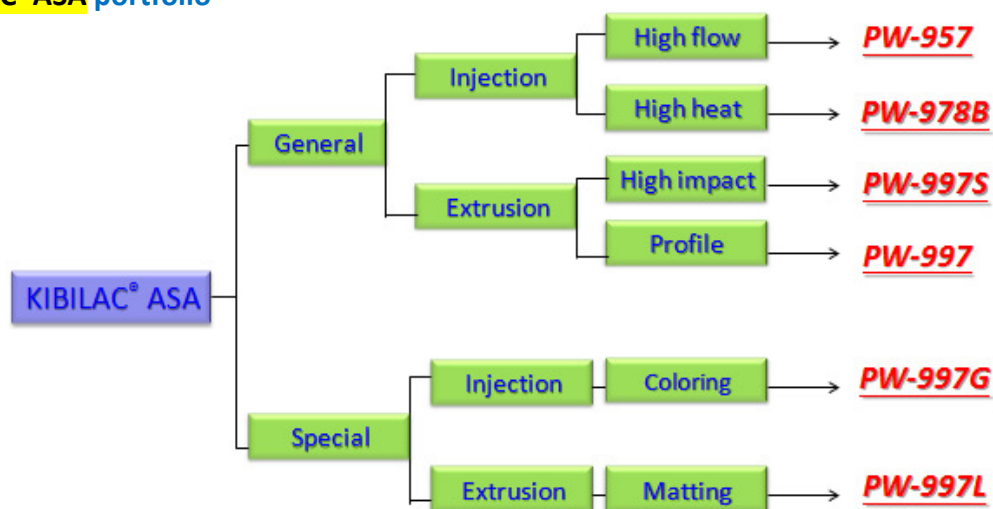 C ASA portfolio
High flow
PW-957
Injection
High heat
PW-978B
General
High impact
PW-997S
Extrusion
Profile
PW-997
KIBILAC® ASA
Injection
Coloring
PW-997G
Special
Extrusion
Matting
PW-997L